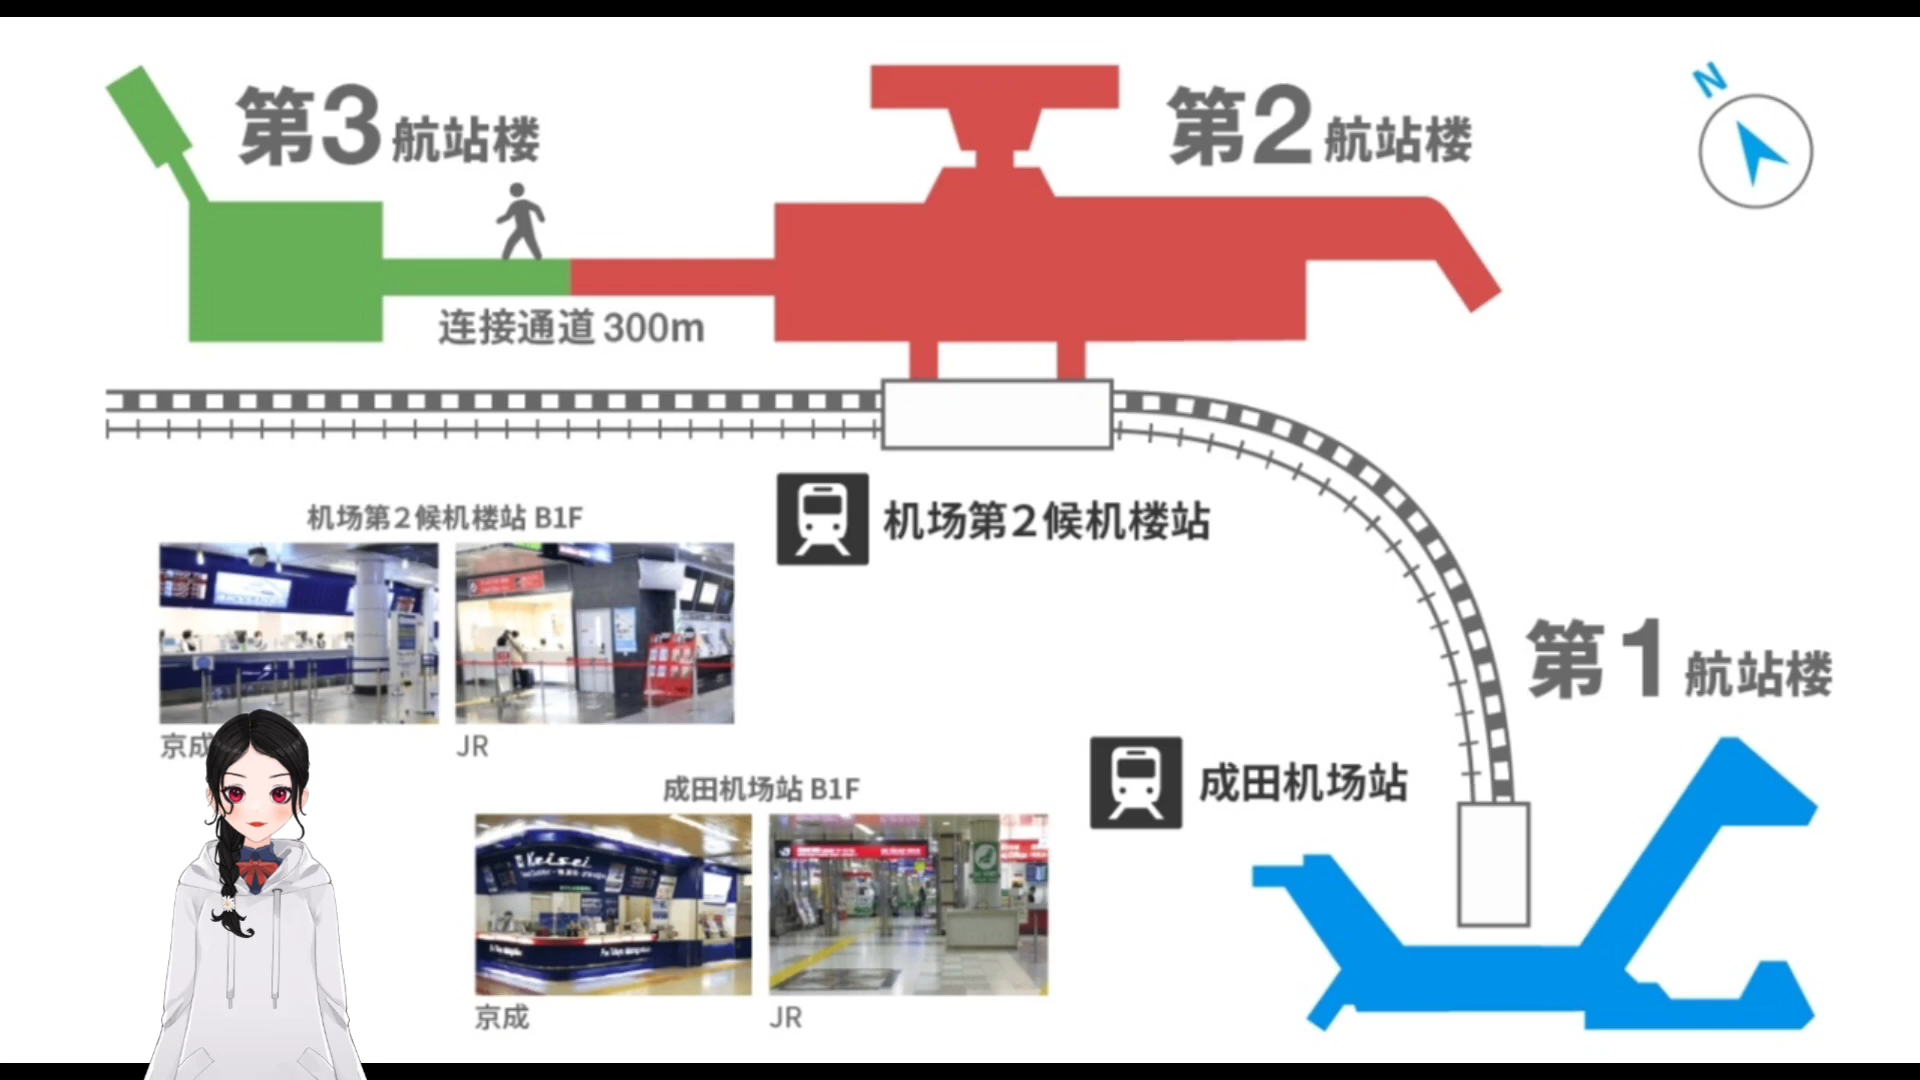 第3航站楼
第2航站楼
N
连接通道 300m
机场第2候机楼站 B1F
机场第2候机楼站
第1航站楼
京成
JR
成田机场站 B1F
成田机场站
Keisei
京成
JR